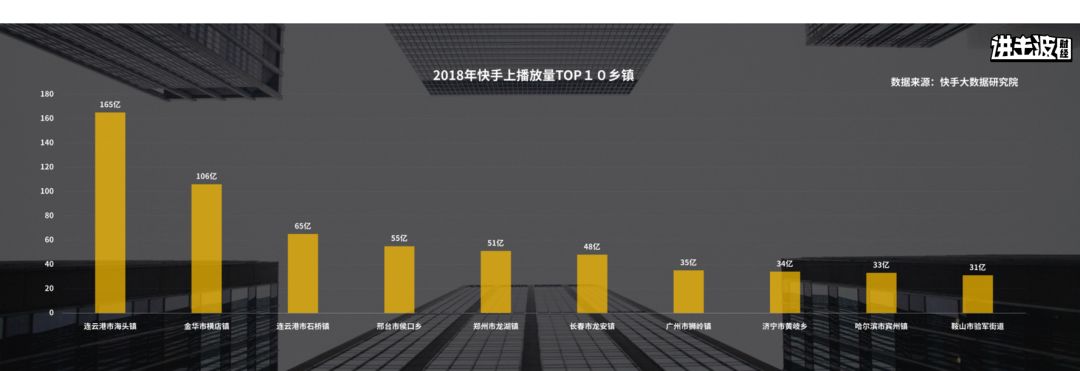 进击波财经
2018年快手上播放量TOP１０乡镇
数据来源：快手大数据研究院
180
160
140
120
100
80
60
40
20
0
165亿
106亿
65亿
55亿
51亿
48亿
35亿
34亿
33亿
31亿
连云港市海头镇
金华市横店镇
连云港市石桥镇
邢台市侯口乡
郑州市龙湖镇
长春市龙安镇
广州市狮岭镇
济宁市黄岐乡
哈尔滨市宾州镇
鞍山市验军街道